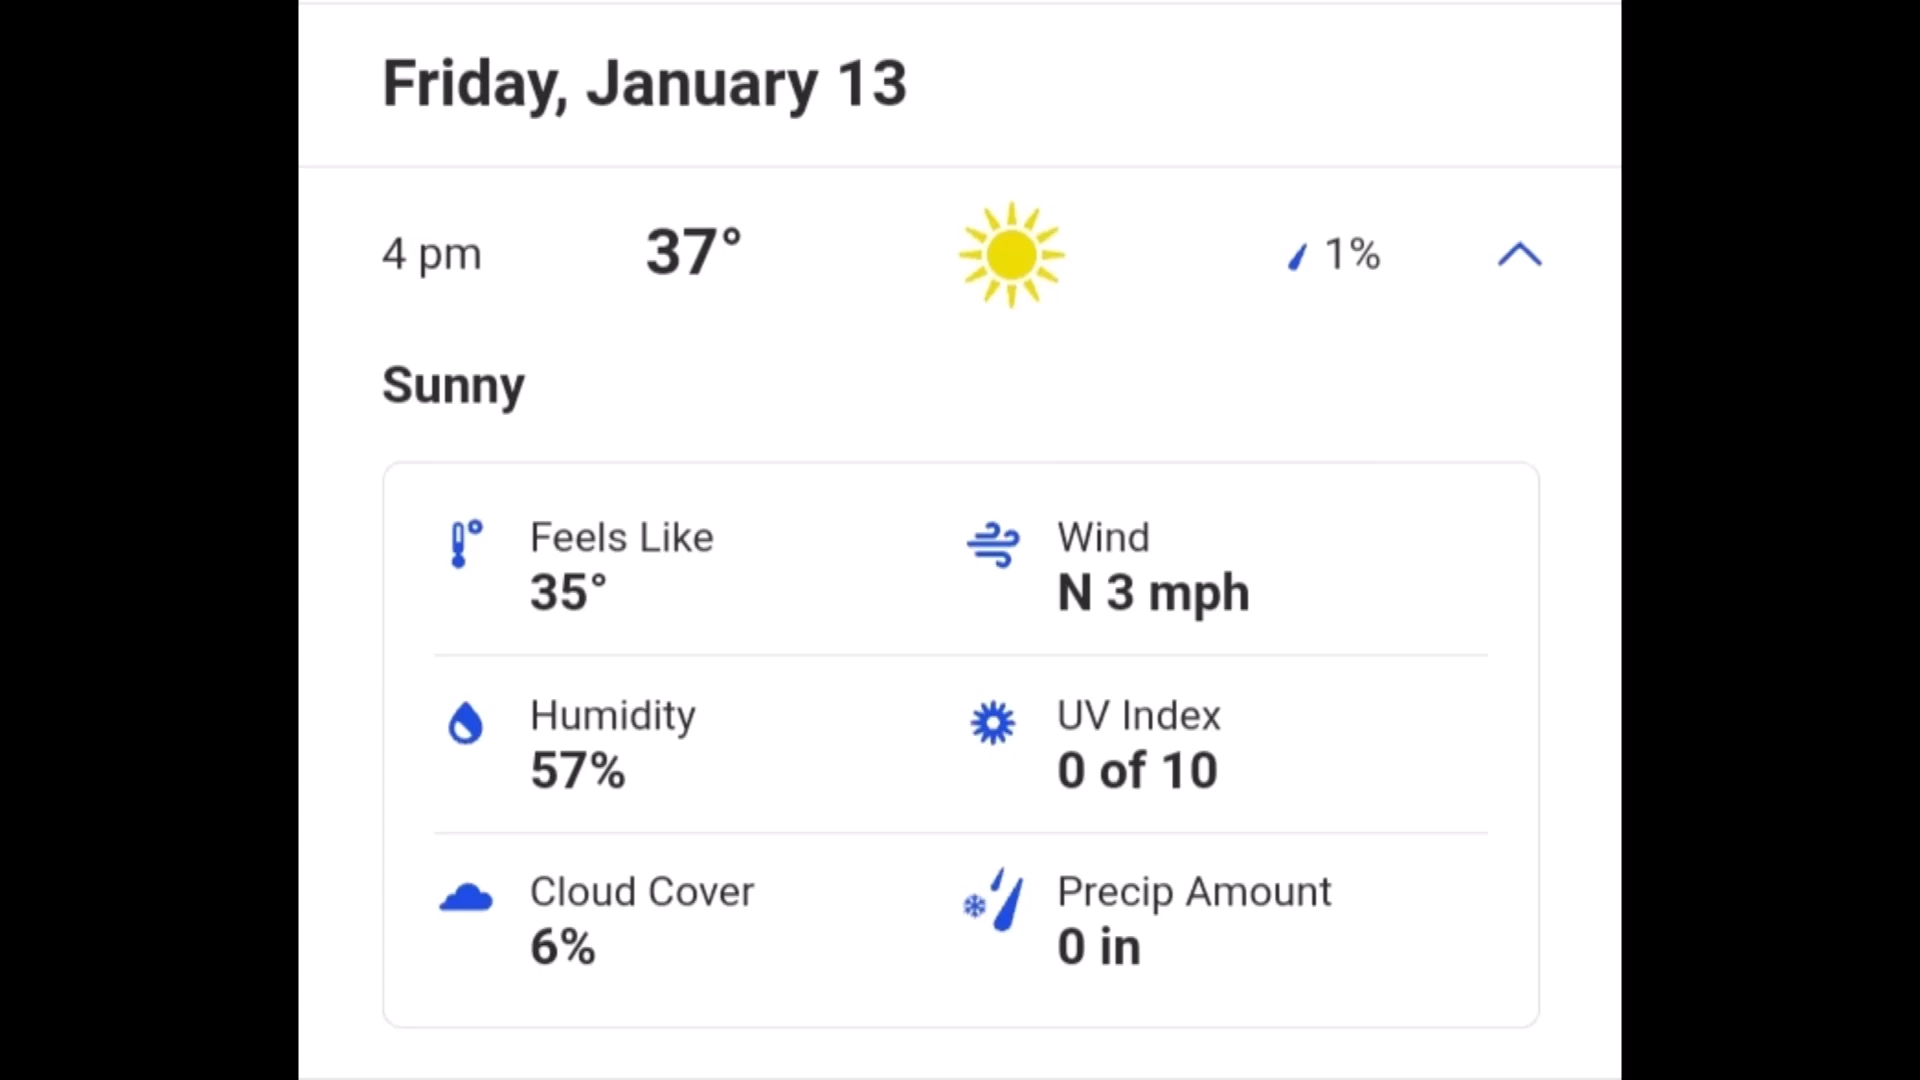 Friday, January 13
4 pm 37° 1%
Sunny
Feels Like Wind
35° N 3 mph
Humidity UV Index
57% 0 of 10
Cloud Cover Precip Amount
6% 0 in